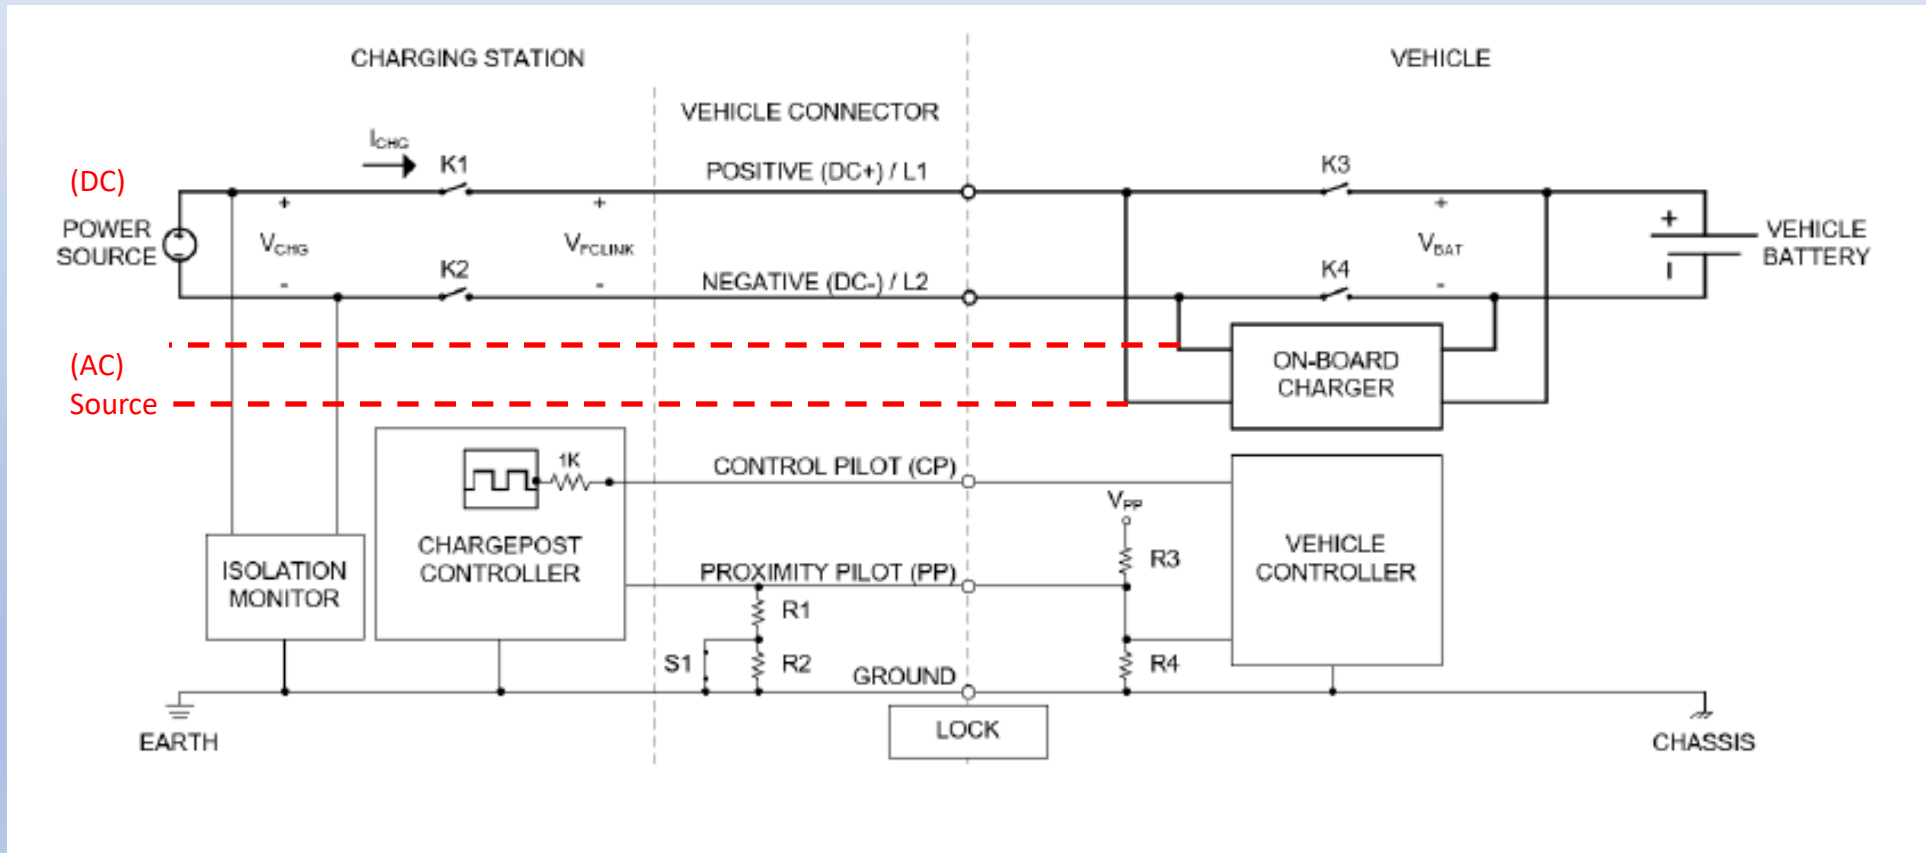 CHARGING STATION
VEHICLE
VEHICLE CONNECTOR
ICHG
K1
POSITIVE (DC+) / L1
K3
(DC)
POWER
SOURCE
+
-
+
VCHG
-
+
VFCLINK
-
+
VBAT
-
+
VEHICLE
BATTERY
K2
NEGATIVE (DC-) / L2
K4
(AC)
Source
ON-BOARD
CHARGER
1K
CONTROL PILOT (CP)
VPP
CHARGEPOST
CONTROLLER
R3
VEHICLE
CONTROLLER
ISOLATION
MONITOR
PROXIMITY PILOT (PP)
R1
S1
R2
R4
GROUND
EARTH
LOCK
CHASSIS